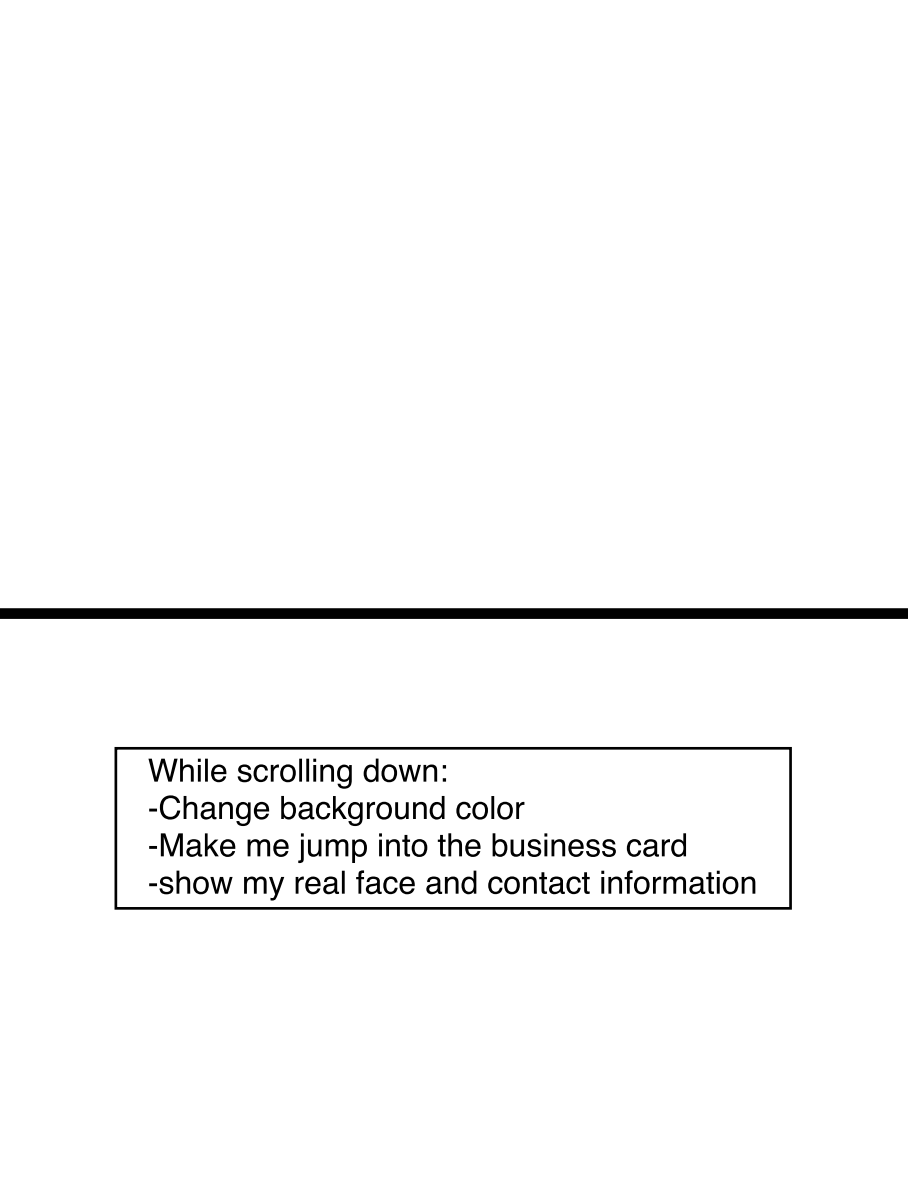 While scrolling down:
-Change background color
-Make me jump into the business card
-show my real face and contact information